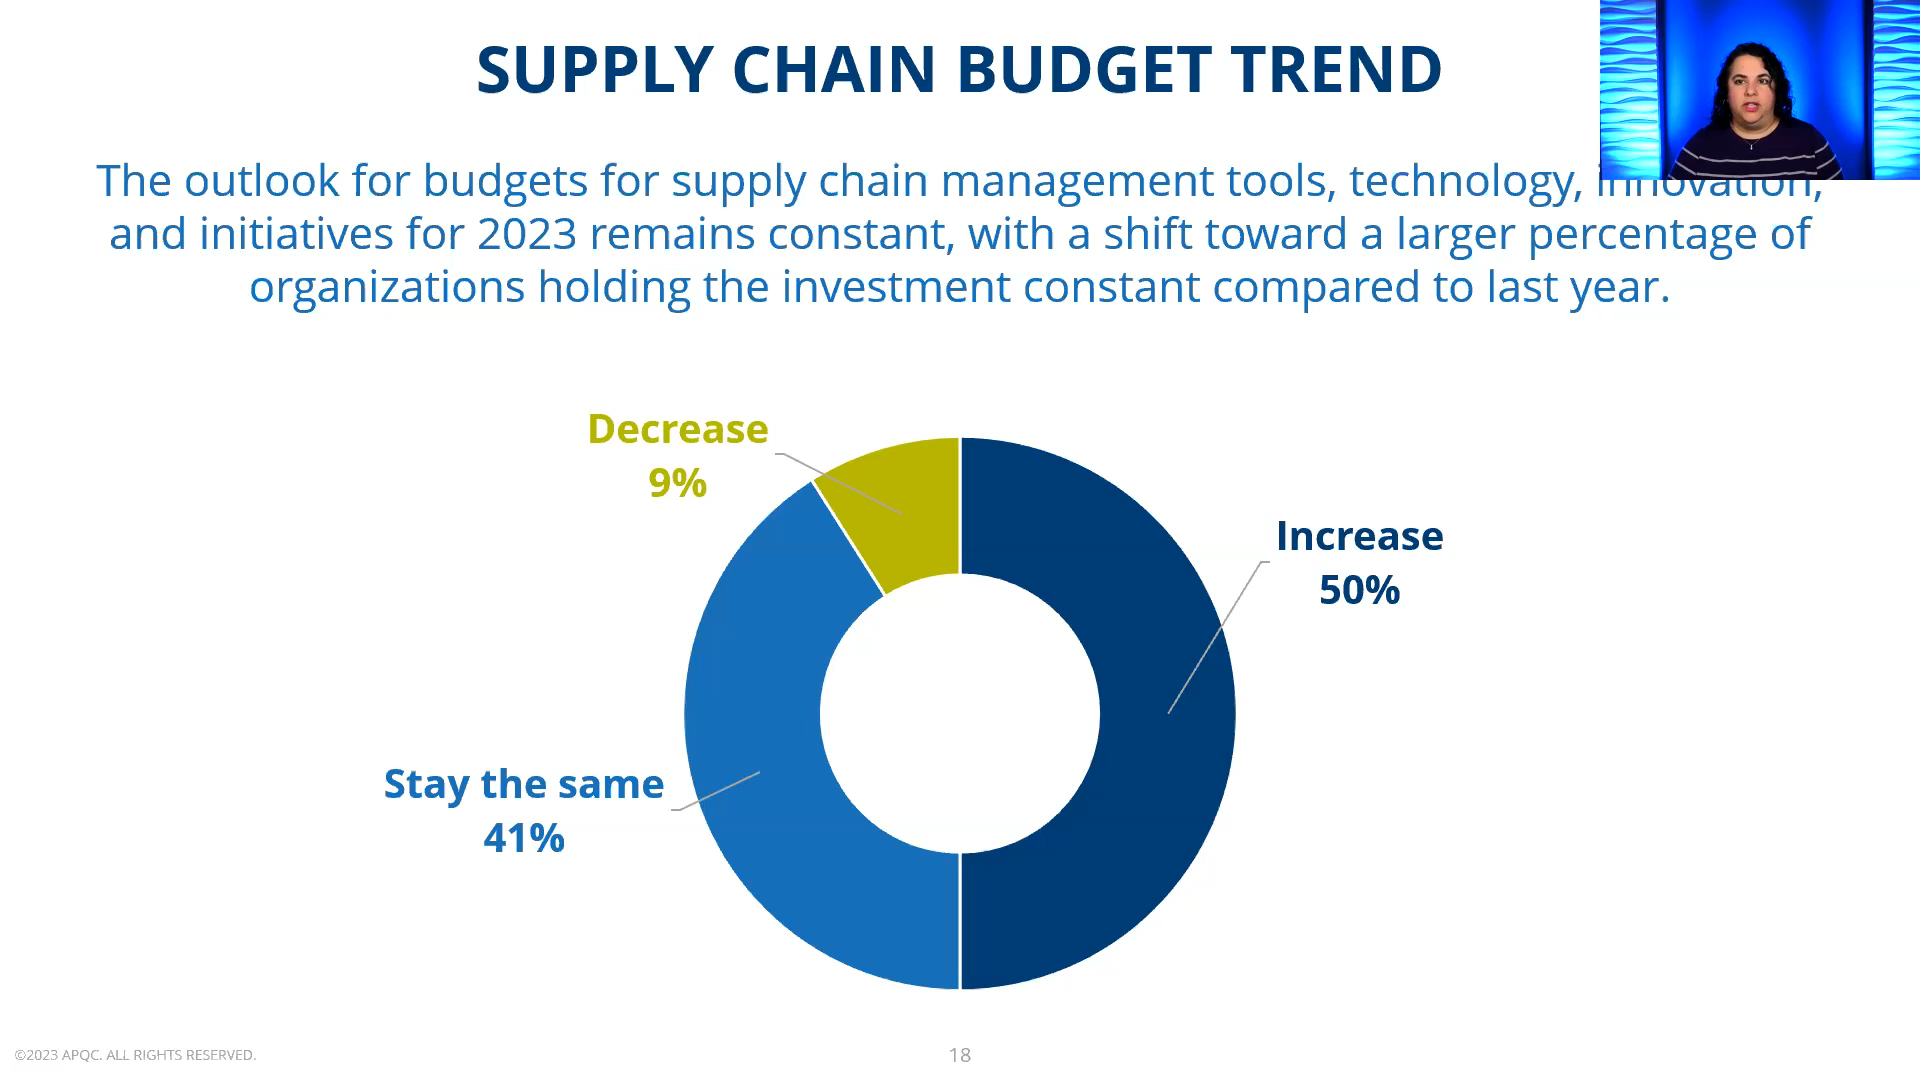 SUPPLY CHAIN BUDGET TREND
The outlook for budgets for supply chain management tools, technology, innovation,
and initiatives for 2023 remains constant, with a shift toward a larger percentage of
organizations holding the investment constant compared to last year.
Decrease
9%
Increase
50%
Stay the same
41%
©2023 APQC. ALL RIGHTS RESERVED.
18